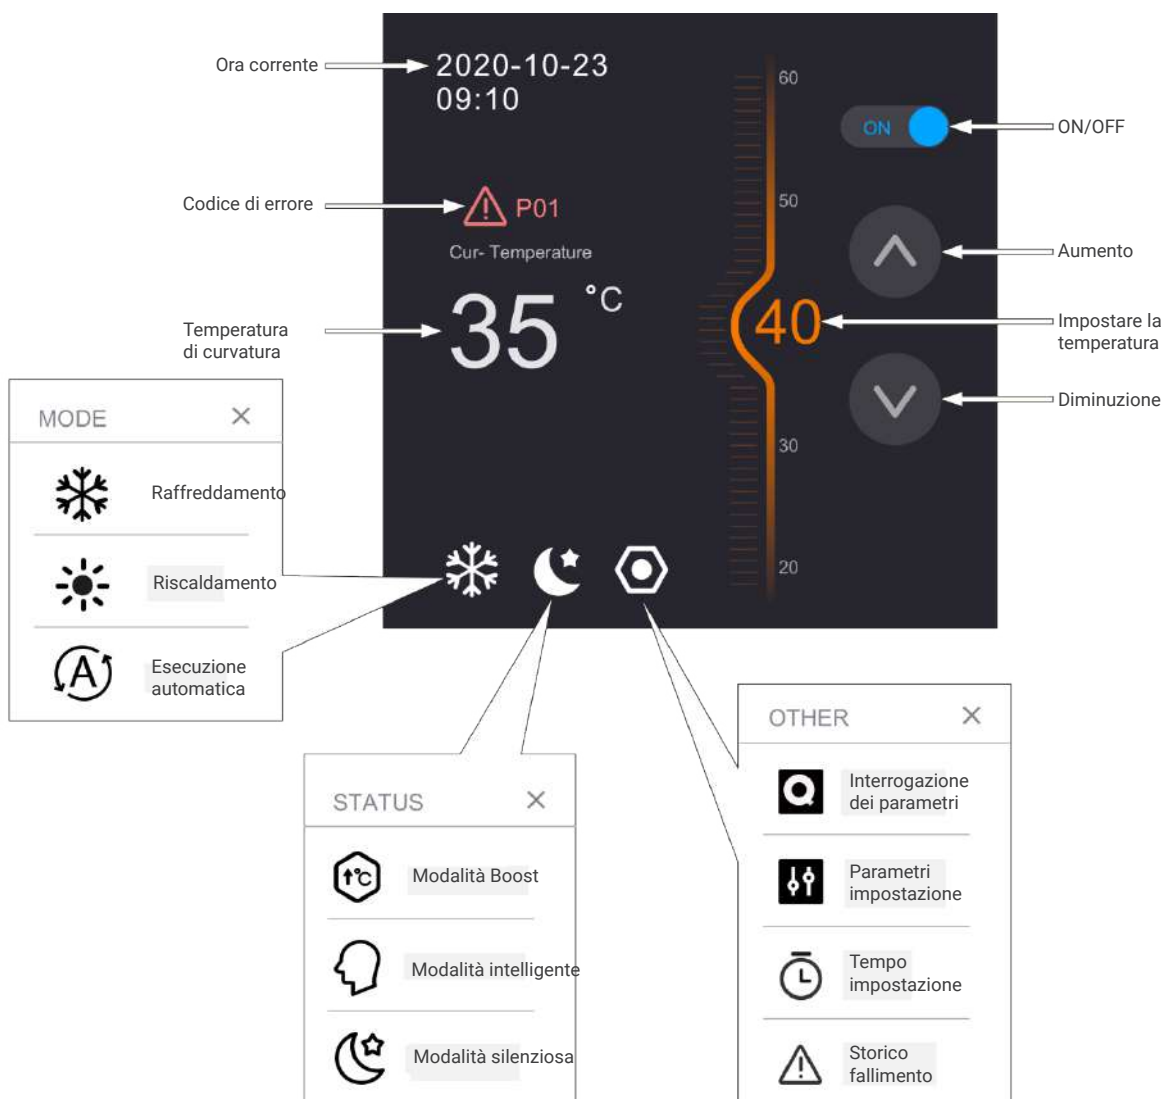 Ora corrente
2020-10-23
09:10
60
ON
ON/OFF
Codice di errore
P01
50
Cur- Temperature
Aumento
35 °C
40
Temperatura
di curvatura
Impostare la
temperatura
Diminuzione
30
20
MODE
Raffreddamento
Riscaldamento
A
Esecuzione
automatica
STATUS
°C
Modalità Boost
Modalità intelligente
Modalità silenziosa
OTHER
Interrogazione
dei parametri
Parametri
impostazione
Tempo
impostazione
Storico
fallimento